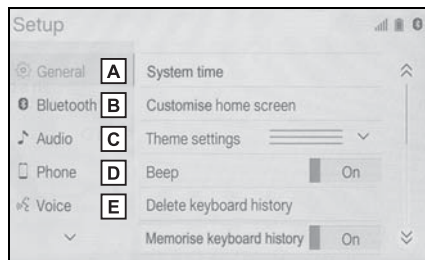 Setup
General A System time
Bluetooth B Customise home screen
Audio C Theme settings
Phone D Beep On
Voice E Delete keyboard history
Memorise keyboard history On